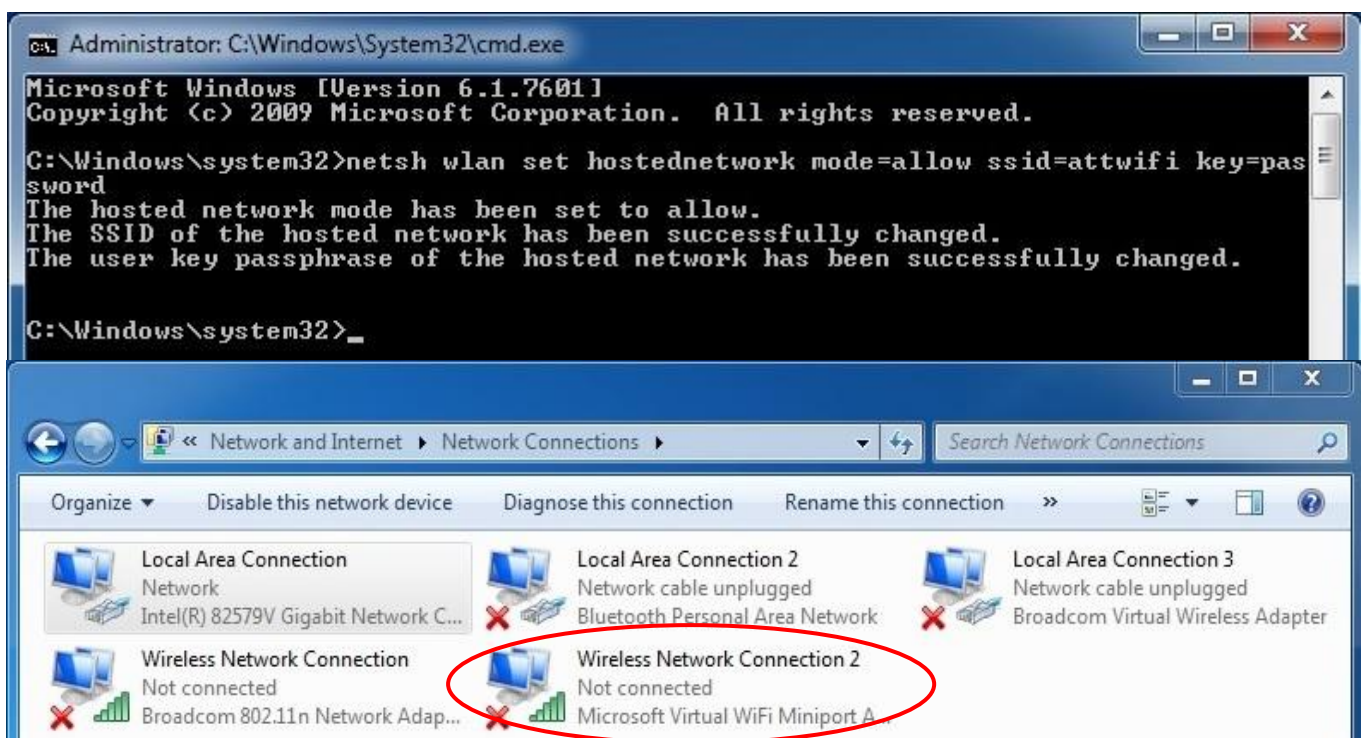 Administrator: C:\Windows\System32\cmd.exe
Microsoft Windows [Version 6.1.7601]
Copyright (c) 2009 Microsoft Corporation.  All rights reserved.
C:\Windows\system32>netsh wlan set hostednetwork mode=allow ssid=attwifi key=pas
sword
The hosted network mode has been set to allow.
The SSID of the hosted network has been successfully changed.
The user key passphrase of the hosted network has been successfully changed.
C:\Windows\system32>_
« Network and Internet ▸ Network Connections ▸ Search Network Connections
Organize ▾ Disable this network device Diagnose this connection Rename this connection »
Local Area Connection
Network
Intel(R) 82579V Gigabit Network C...
Local Area Connection 2
Network cable unplugged
Bluetooth Personal Area Network
Local Area Connection 3
Network cable unplugged
Broadcom Virtual Wireless Adapter
Wireless Network Connection
Not connected
Broadcom 802.11n Network Adap...
Wireless Network Connection 2
Not connected
Microsoft Virtual WiFi Miniport A...